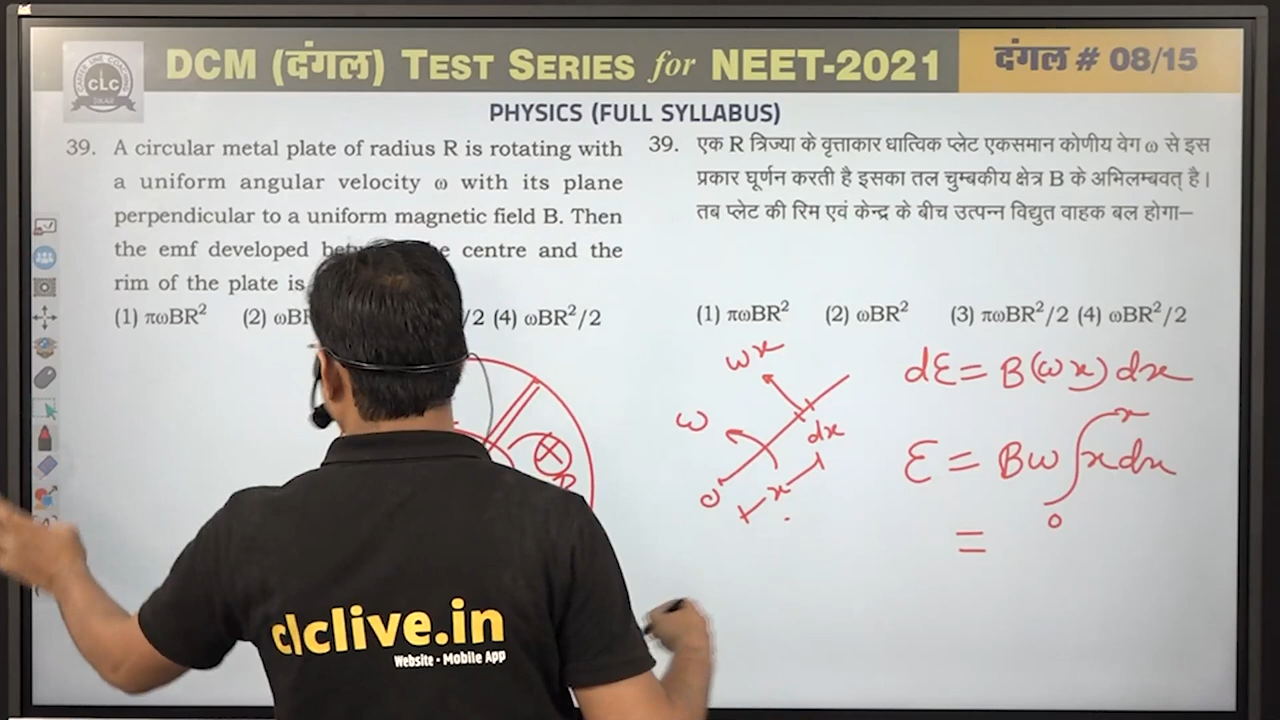 DCM (दंगल) TEST SERIES for NEET-2021
दंगल # 08/15
CLC
PHYSICS (FULL SYLLABUS)
39. A circular metal plate of radius R is rotating with
a uniform angular velocity ω with its plane
perpendicular to a uniform magnetic field B. Then
the emf developed centre and the
rim of the plate is
(1) πωBR² (2) /2 (4) ωBR²/2
39. एक R त्रिज्या के वृत्ताकार धात्विक प्लेट एकसमान कोणीय वेग ω से इस
प्रकार घूर्णन करती है इसका तल चुम्बकीय क्षेत्र B के अभिलम्बवत् है।
तब प्लेट की रिम एवं केन्द्र के बीच उत्पन्न विद्युत वाहक बल होगा–
(1) πωBR² (2) ωBR² (3) πωBR²/2 (4) ωBR²/2
ωx
ω
dx
x
o
dƐ = B(ωx) dx
Ɛ = Bω ∫ x dx
0
=
clclive.in
Website - Mobile App